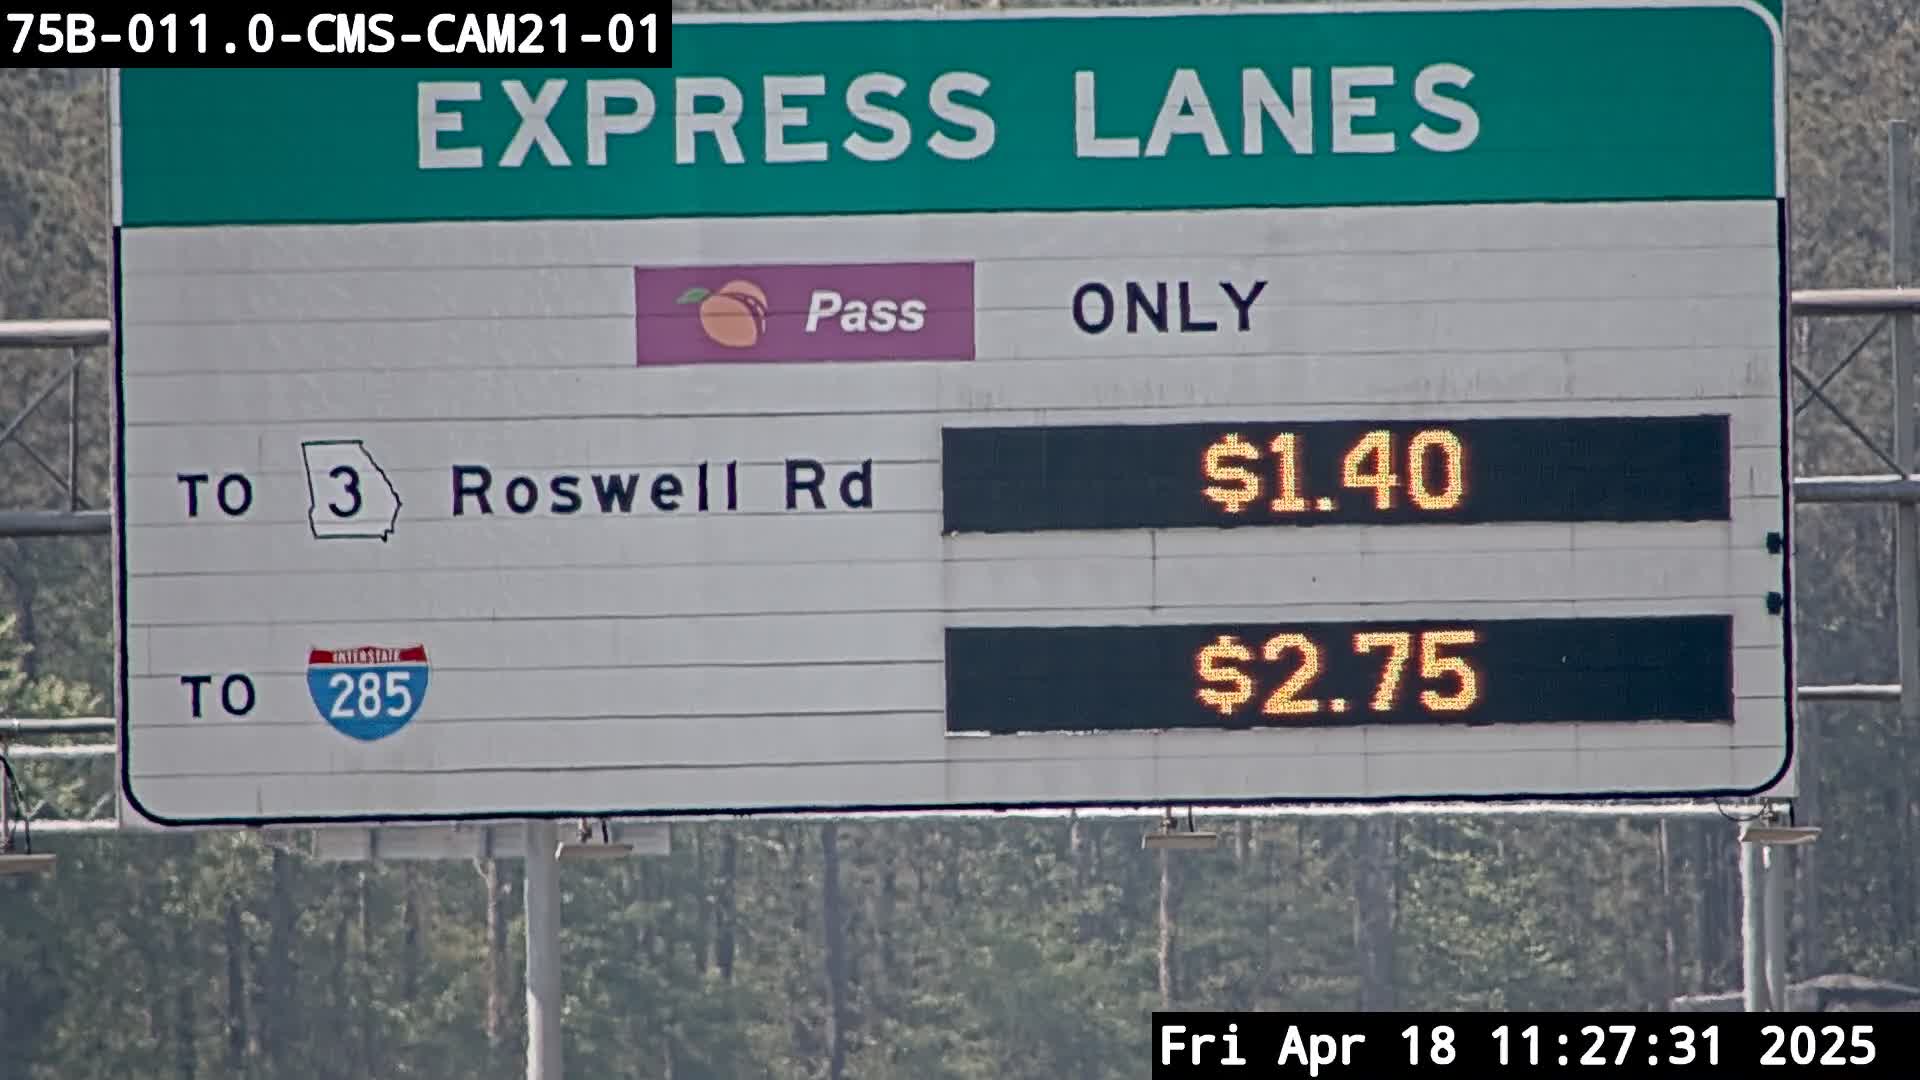 75B-011.0-CMS-CAM21-01
EXPRESS LANES
Pass ONLY
TO 3 Roswell Rd $1.40
INTERSTATE
TO 285 $2.75
Fri Apr 18 11:27:31 2025